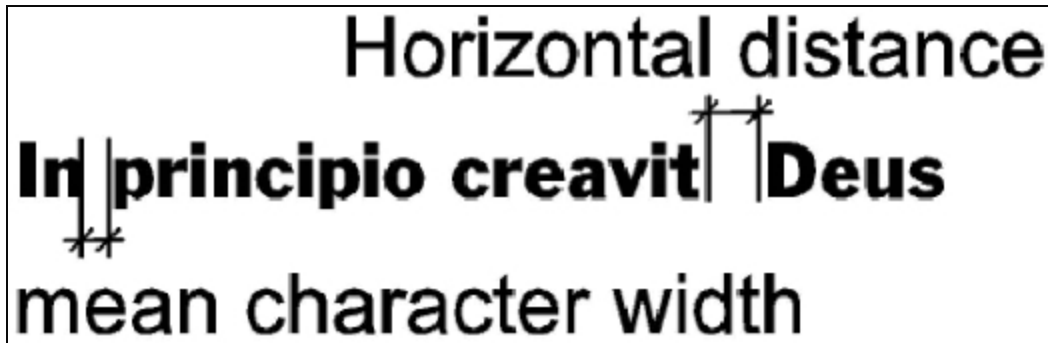 Horizontal distance
In principio creavit Deus
mean character width